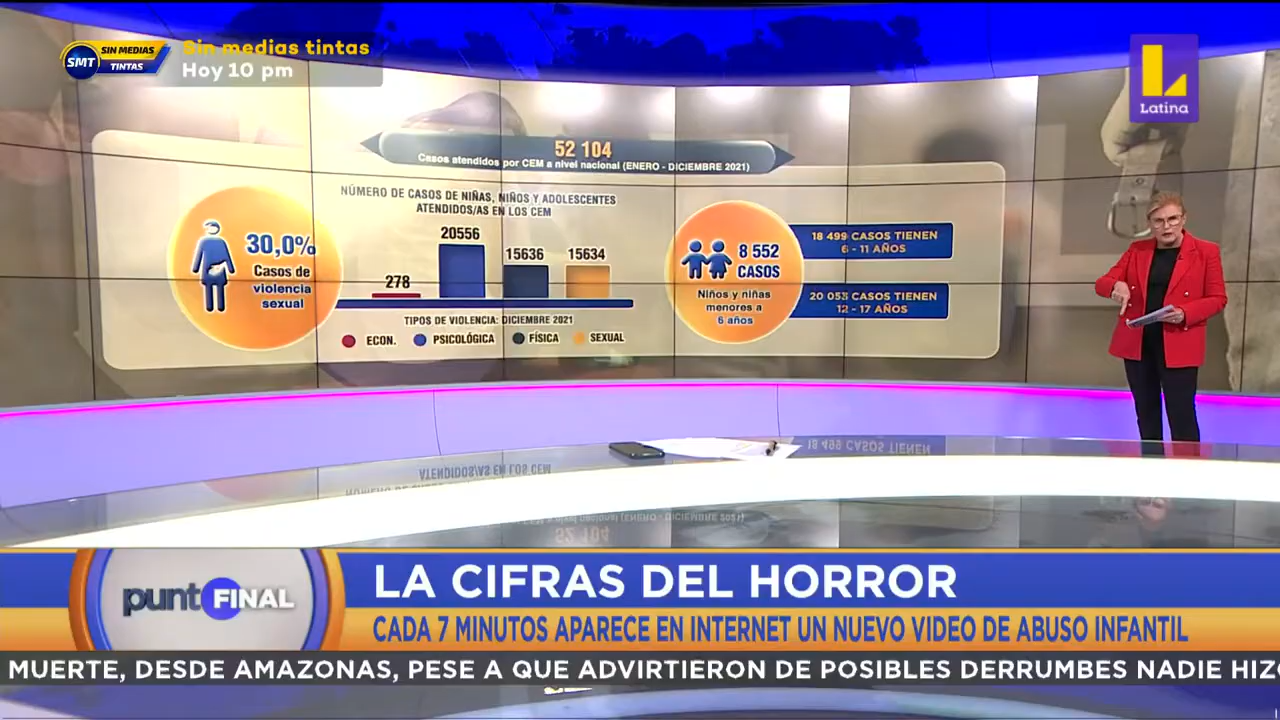 SMT SIN MEDIAS TINTAS
Sin medias tintas
Hoy 10 pm
Latina
52 104
Casos atendidos por CEM a nivel nacional (ENERO - DICIEMBRE 2021)
NÚMERO DE CASOS DE NIÑAS, NIÑOS Y ADOLESCENTES
ATENDIDOS/AS EN LOS CEM
30,0%
Casos de
violencia
sexual
278
20556
15636
15634
TIPOS DE VIOLENCIA: DICIEMBRE 2021
ECON. PSICOLÓGICA FÍSICA SEXUAL
8 552
CASOS
Niños y niñas
menores a
6 años
18 499 CASOS TIENEN
6 - 11 AÑOS
20 053 CASOS TIENEN
12 - 17 AÑOS
punto FINAL
LA CIFRAS DEL HORROR
CADA 7 MINUTOS APARECE EN INTERNET UN NUEVO VIDEO DE ABUSO INFANTIL
MUERTE, DESDE AMAZONAS, PESE A QUE ADVIRTIERON DE POSIBLES DERRUMBES NADIE HIZO